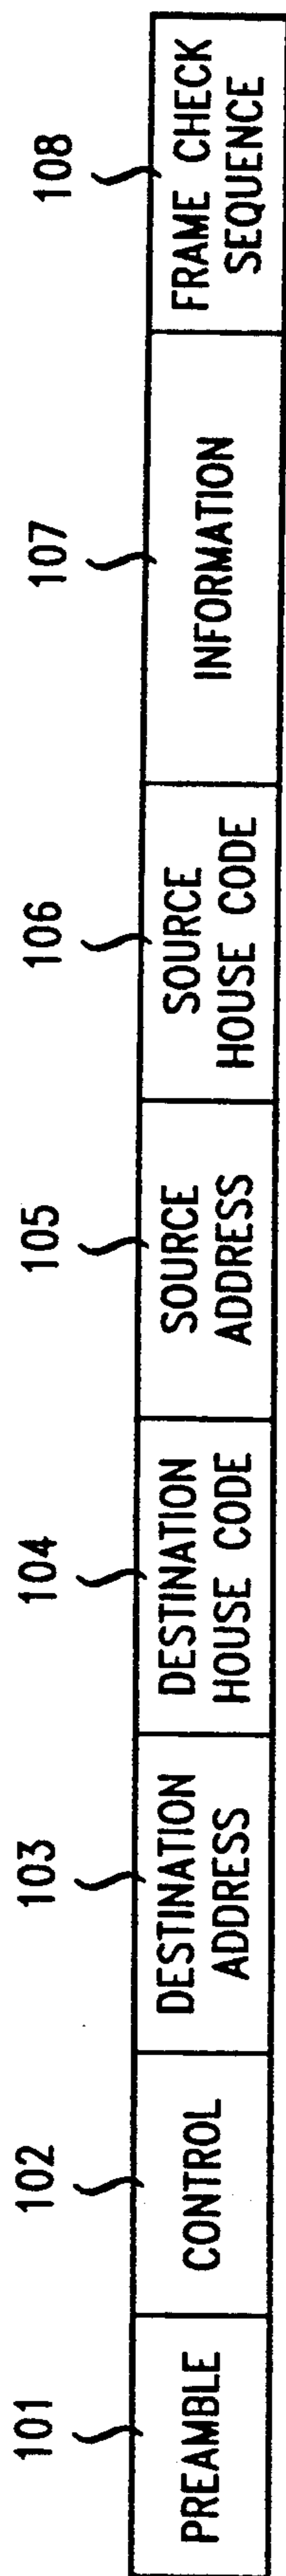 101
102
103
104
105
106
107
108
PREAMBLE
CONTROL
DESTINATION
ADDRESS
DESTINATION
HOUSE CODE
SOURCE
ADDRESS
SOURCE
HOUSE CODE
INFORMATION
FRAME CHECK
SEQUENCE